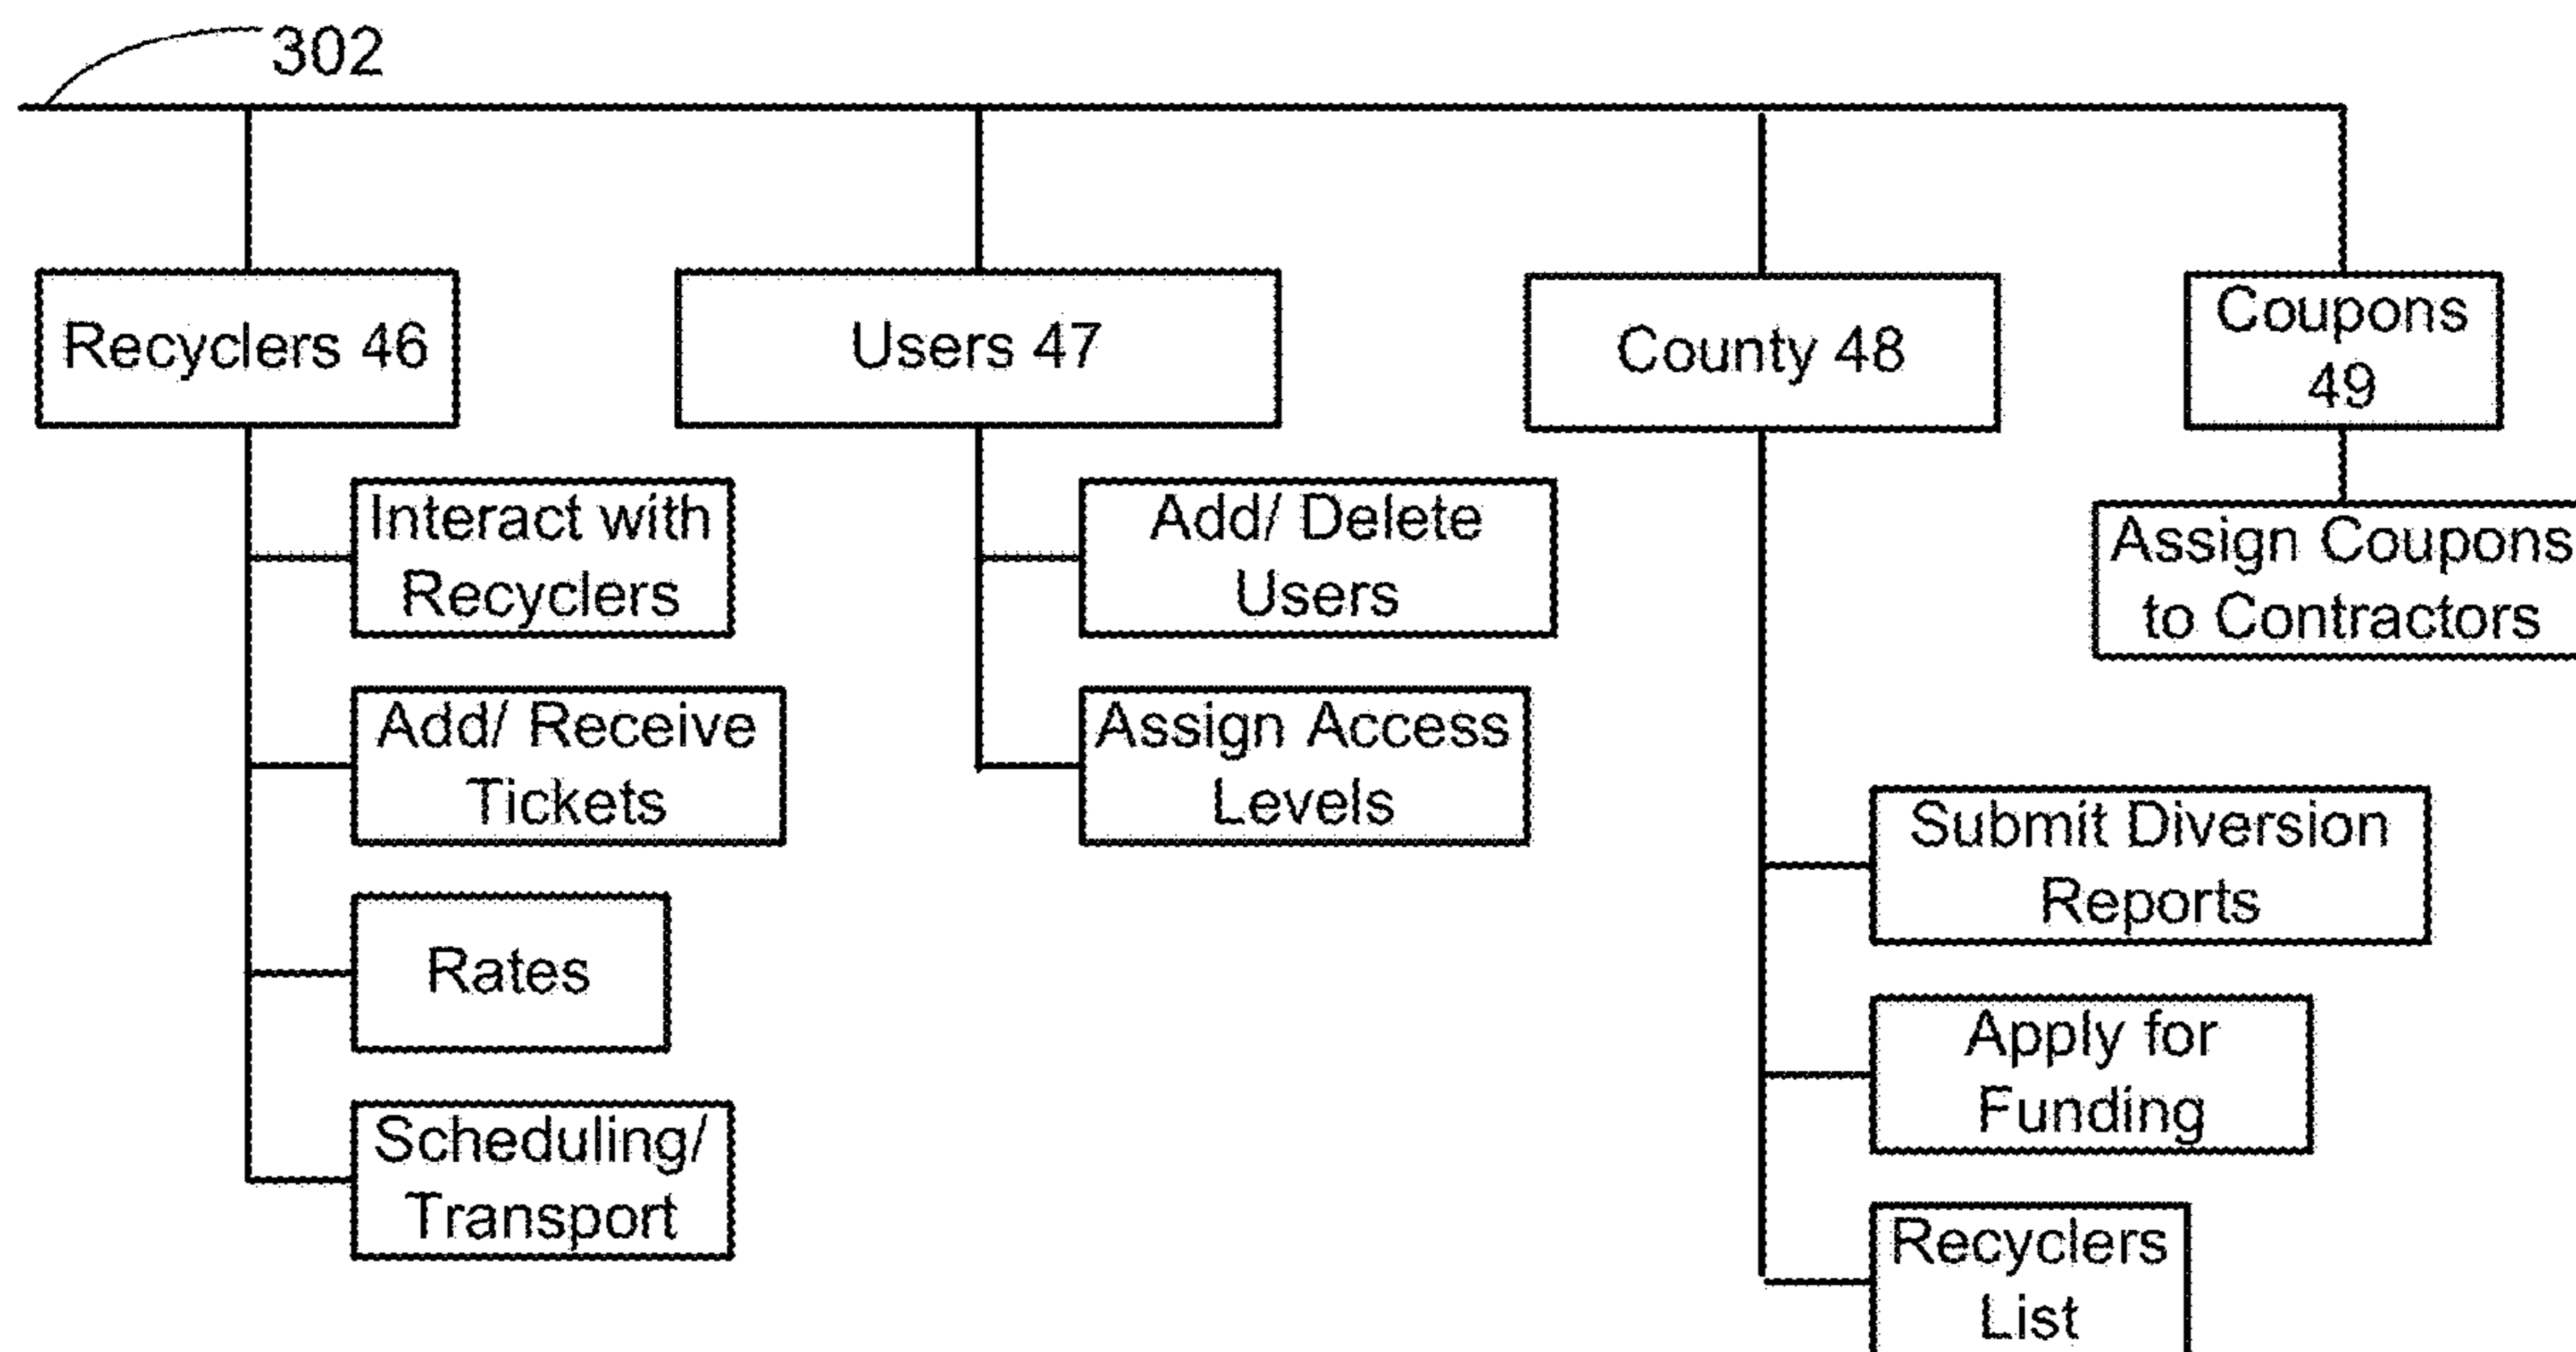 302
Recyclers 46
Users 47
County 48
Coupons
49
Interact with
Recyclers
Add/ Receive
Tickets
Rates
Scheduling/
Transport
Add/ Delete
Users
Assign Access
Levels
Submit Diversion
Reports
Apply for
Funding
Recyclers
List
Assign Coupons
to Contractors